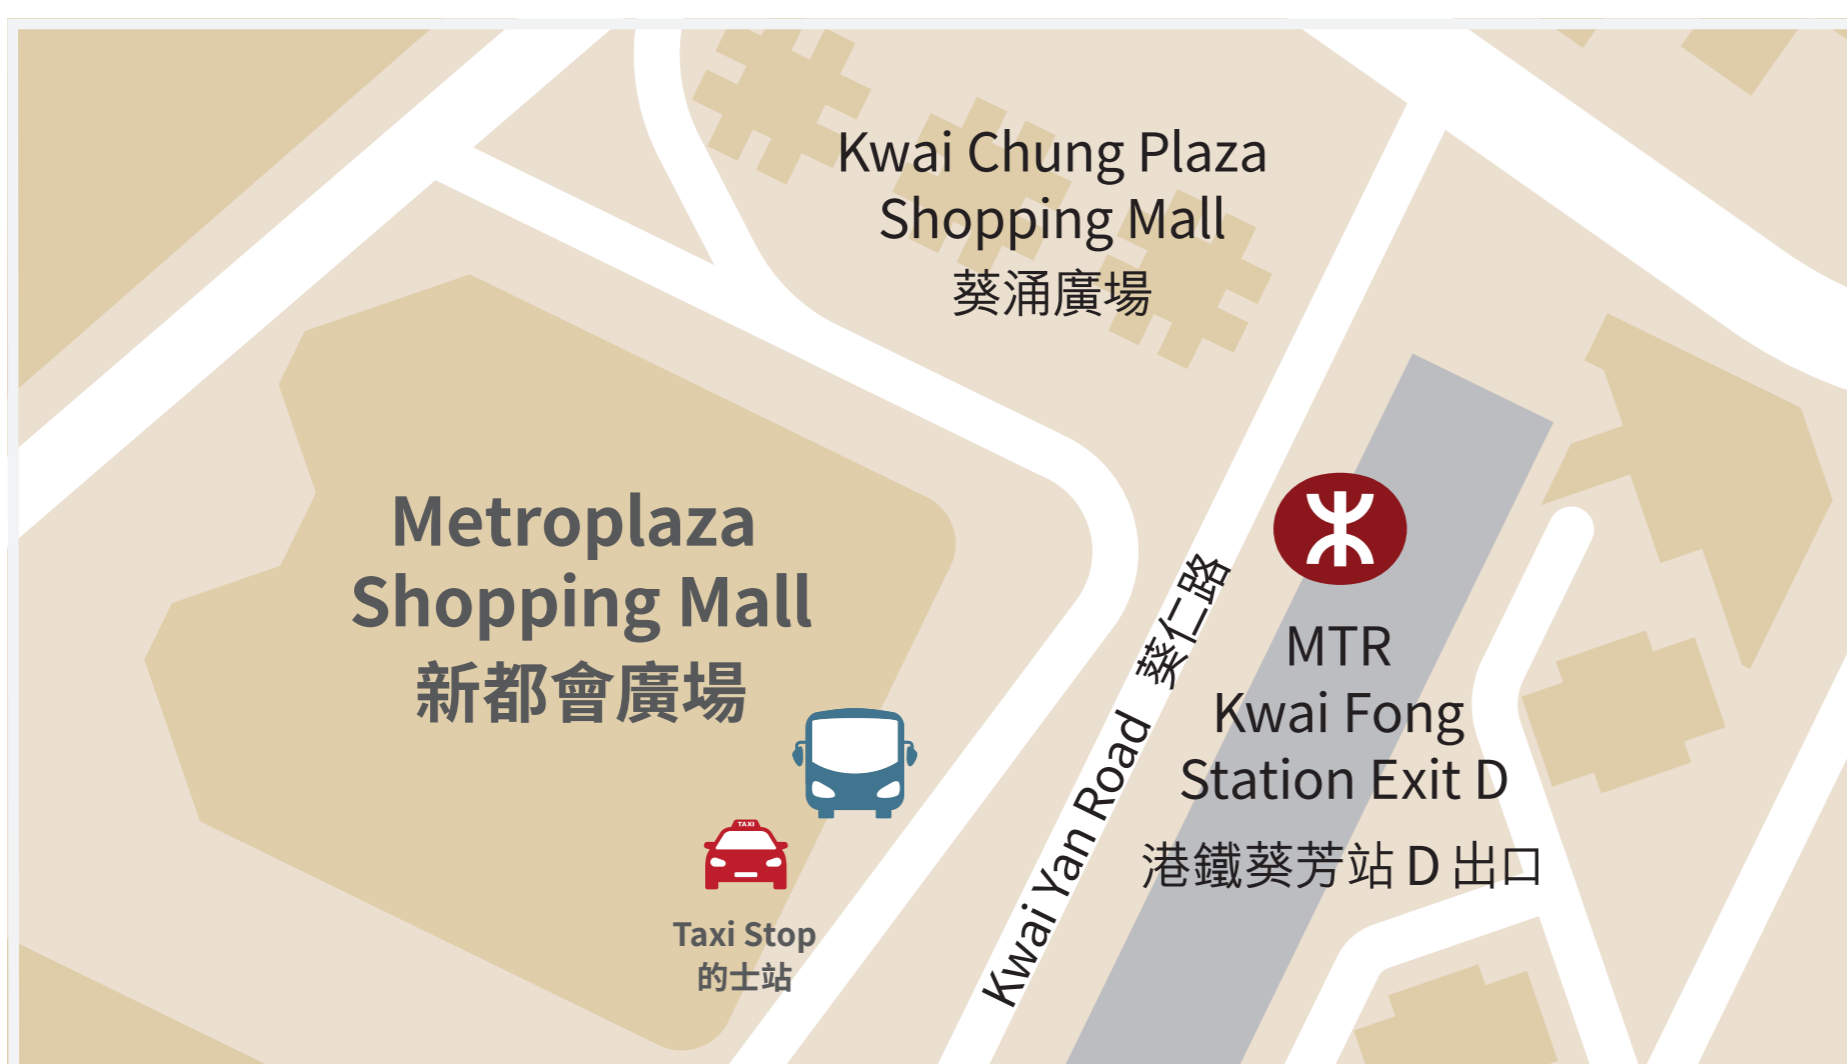 Kwai Chung Plaza
Shopping Mall
葵涌廣場
Metroplaza
Shopping Mall
新都會廣場
Kwai Yan Road 葵仁路
MTR
Kwai Fong
Station Exit D
港鐵葵芳站 D 出口
TAXI
Taxi Stop
的士站